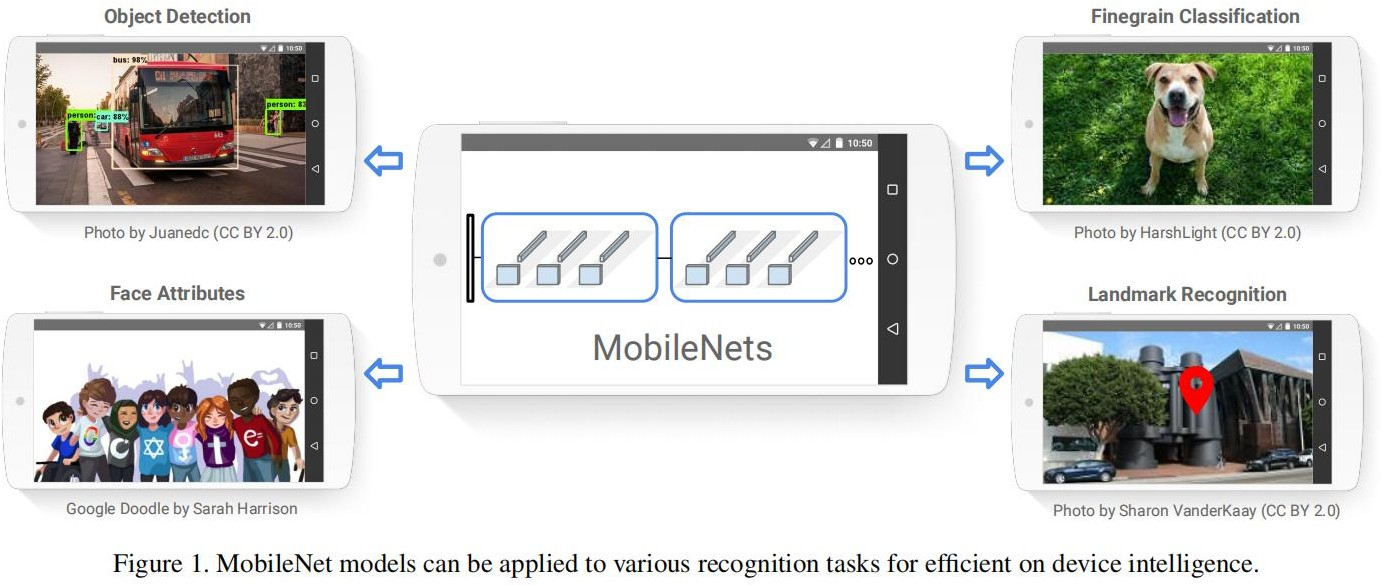 Object Detection
10:50
bus: 98%
person:
car: 88%
person: 83
Photo by Juanedc (CC BY 2.0)
Face Attributes
10:50
G
t
e=
Google Doodle by Sarah Harrison
10:50
MobileNets
Finegrain Classification
10:50
Photo by HarshLight (CC BY 2.0)
Landmark Recognition
10:50
Photo by Sharon VanderKaay (CC BY 2.0)
Figure 1. MobileNet models can be applied to various recognition tasks for efficient on device intelligence.